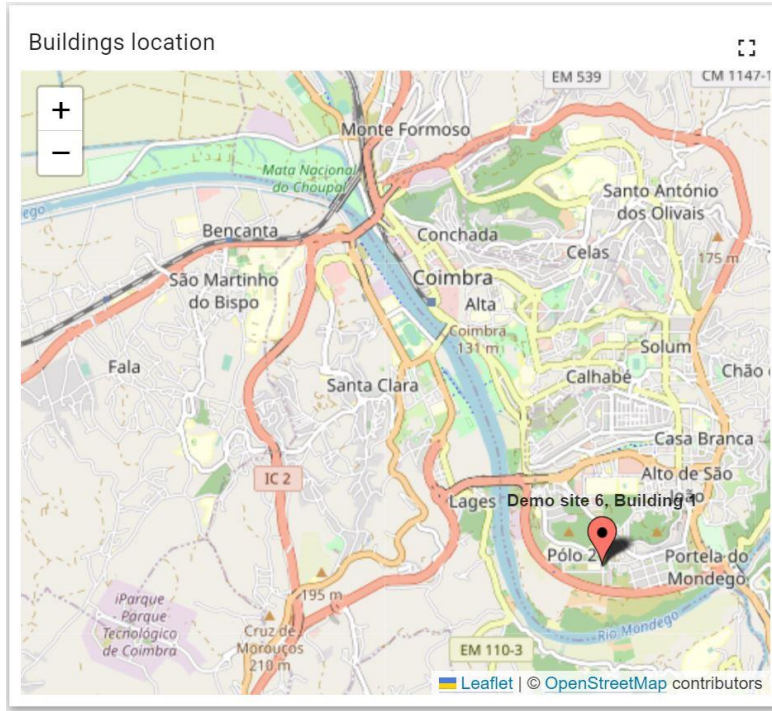 Buildings location
EM 539
CM 1147-1
+
−
Monte Formoso
Mata Nacional
do Choupal
Santo António
dos Olivais
Bencanta
Conchada
Celas
175 m
São Martinho
do Bispo
Coimbra
Alta
Coimbra
131 m
Solum
Fala
Santa Clara
Calhabé
Chão
Casa Branca
IC 2
Alto de São
João
Lages
Demo site 6, Building 1
Pólo 2
Portela do
Mondego
195 m
iParque
Parque
Tecnológico
de Coimbra
Cruz de
Morouços
210 m
Rio Mondego
EM 110-3
Leaflet | © OpenStreetMap contributors